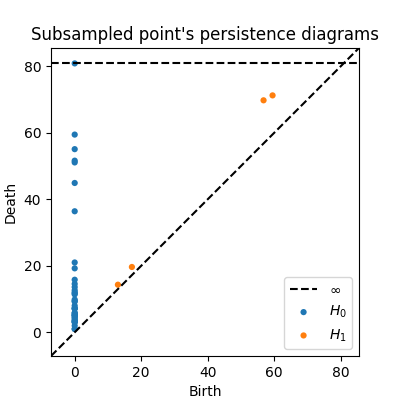 Subsampled point's persistence diagrams
80
60
40
20
0
Death
∞
H₀
H₁
0 20 40 60 80
Birth